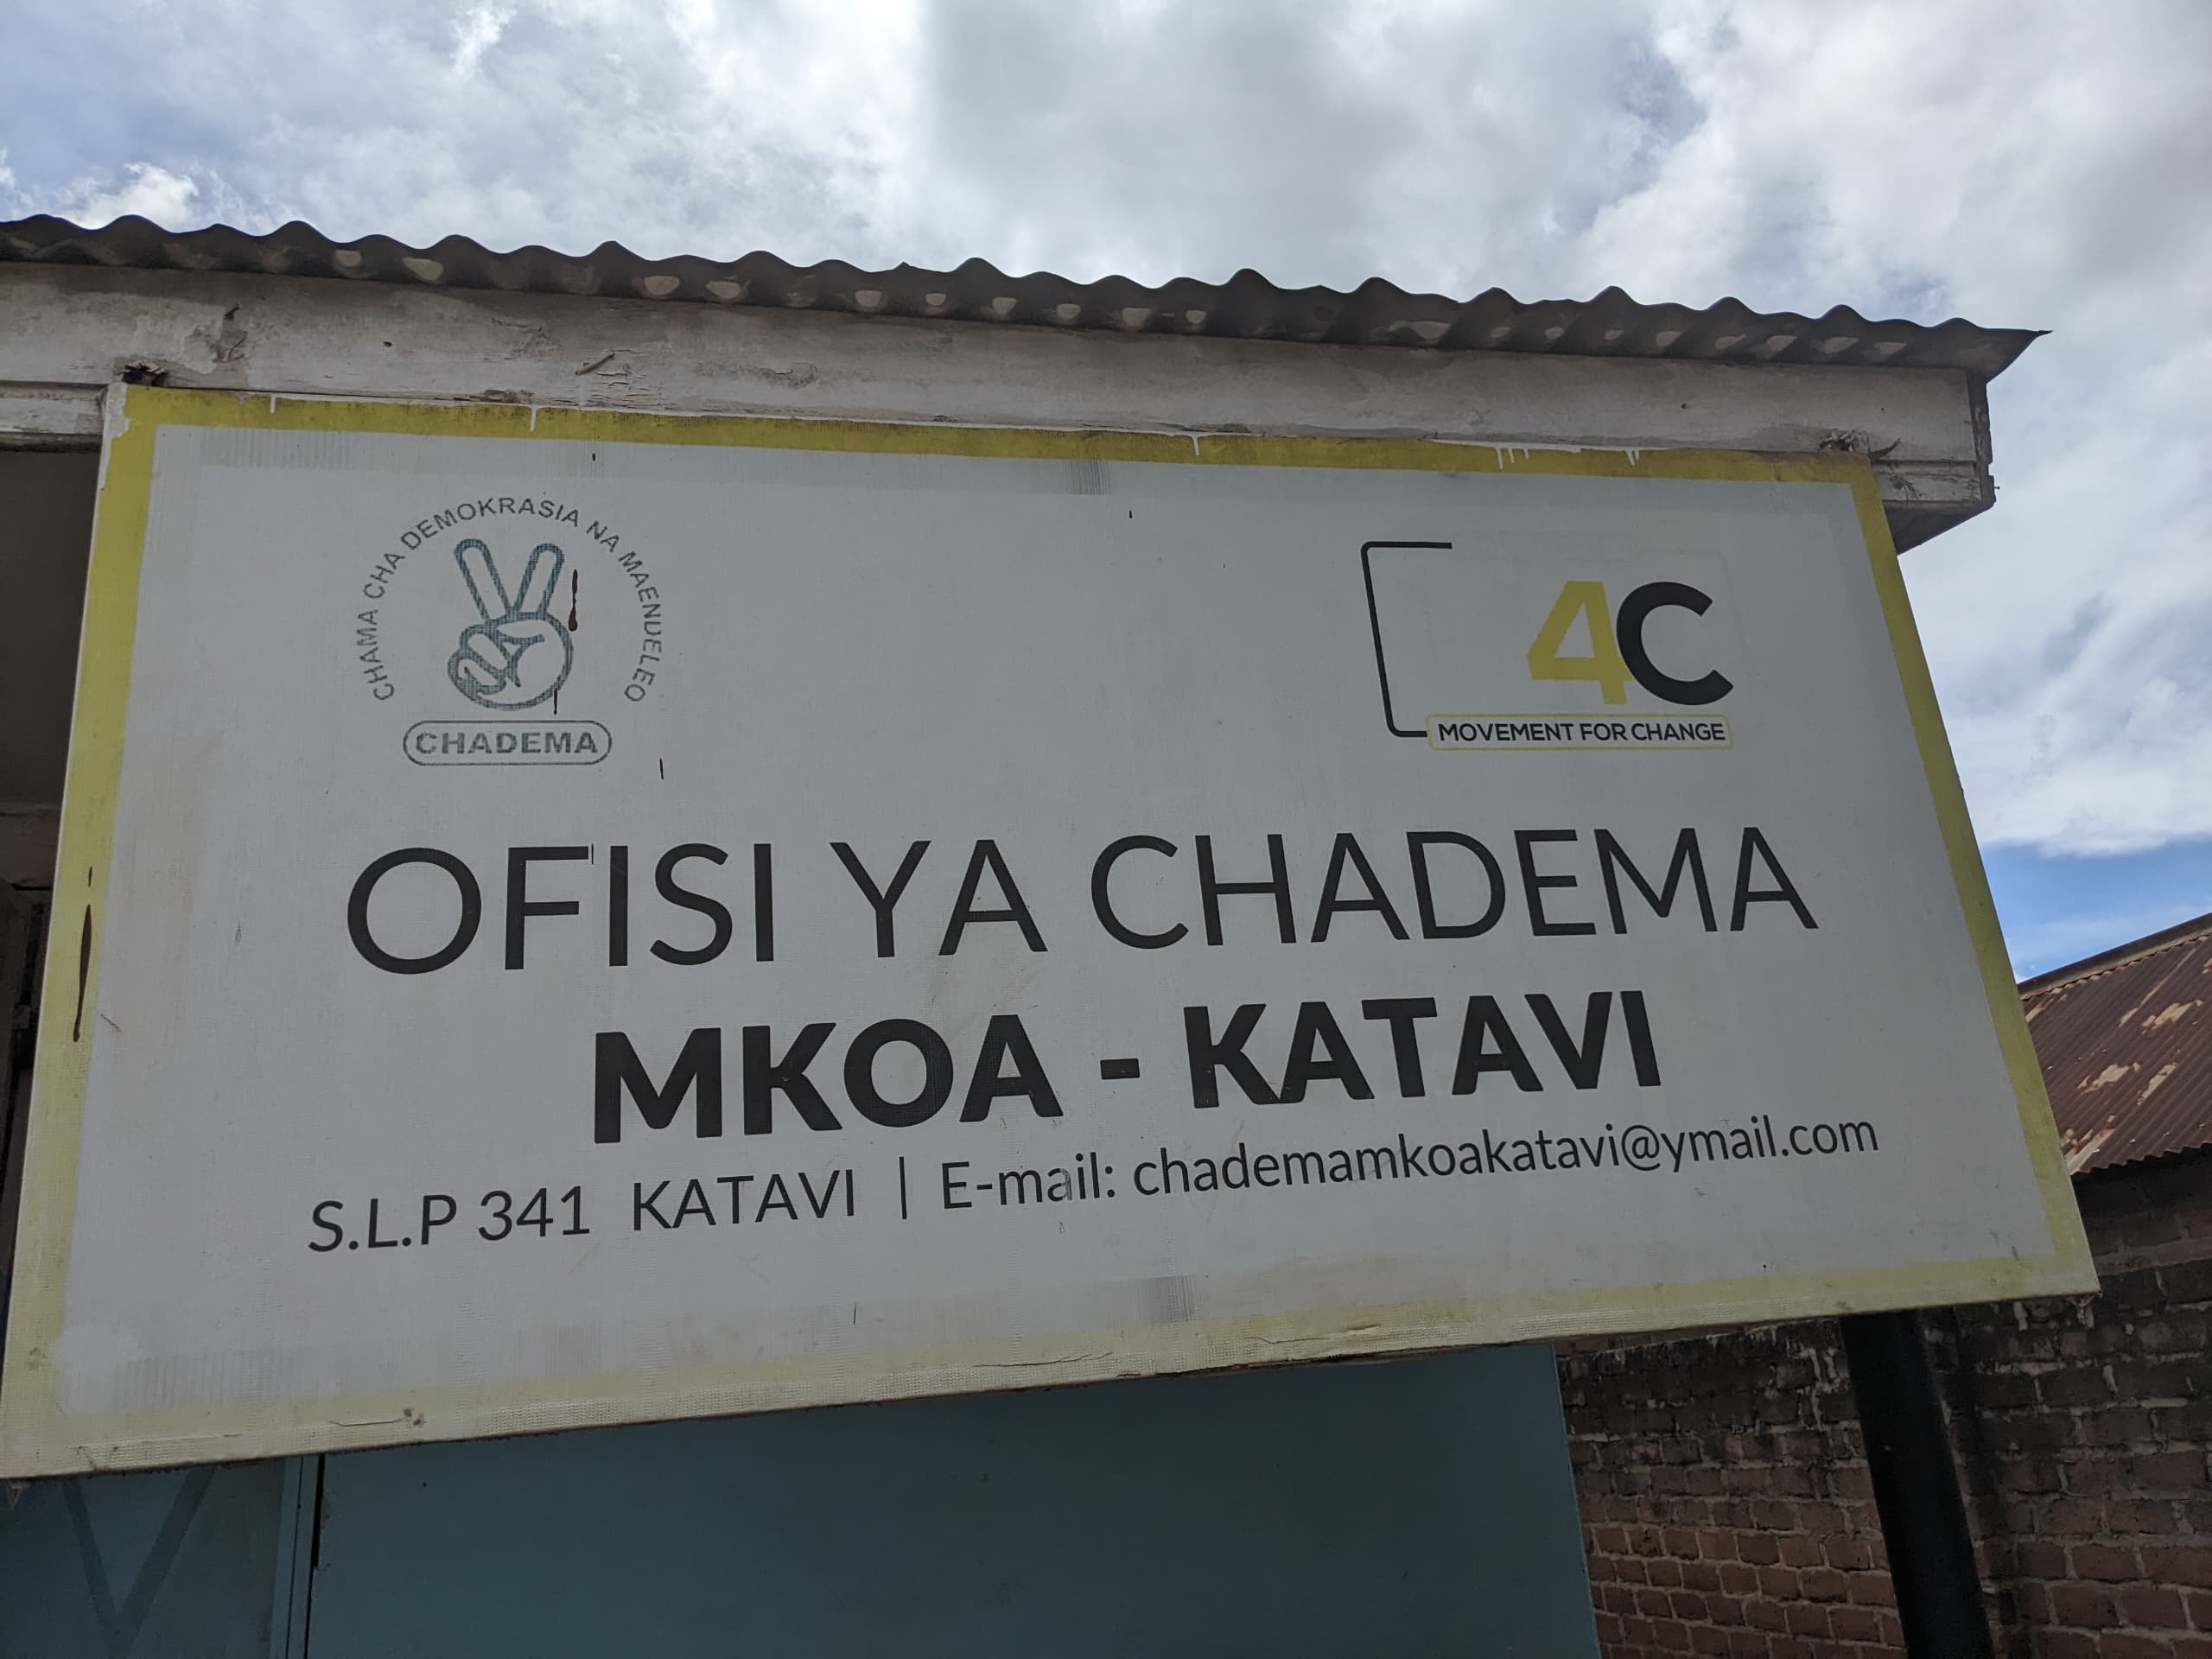 CHAMA CHA DEMOKRASIA NA MAENDELEO
CHADEMA
4C
MOVEMENT FOR CHANGE
OFISI YA CHADEMA
MKOA - KATAVI
S.L.P 341 KATAVI | E-mail: chademamkoakatavi@ymail.com